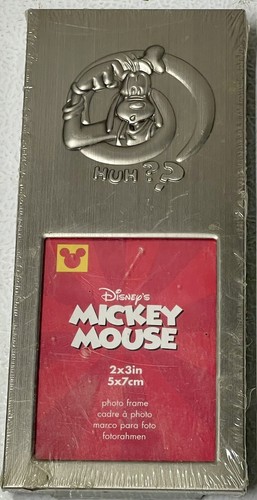 HUH??
Disney's
MICKEY
MOUSE
2x3in
5x7cm
photo frame
cadre à photo
marco para foto
fotorahmen